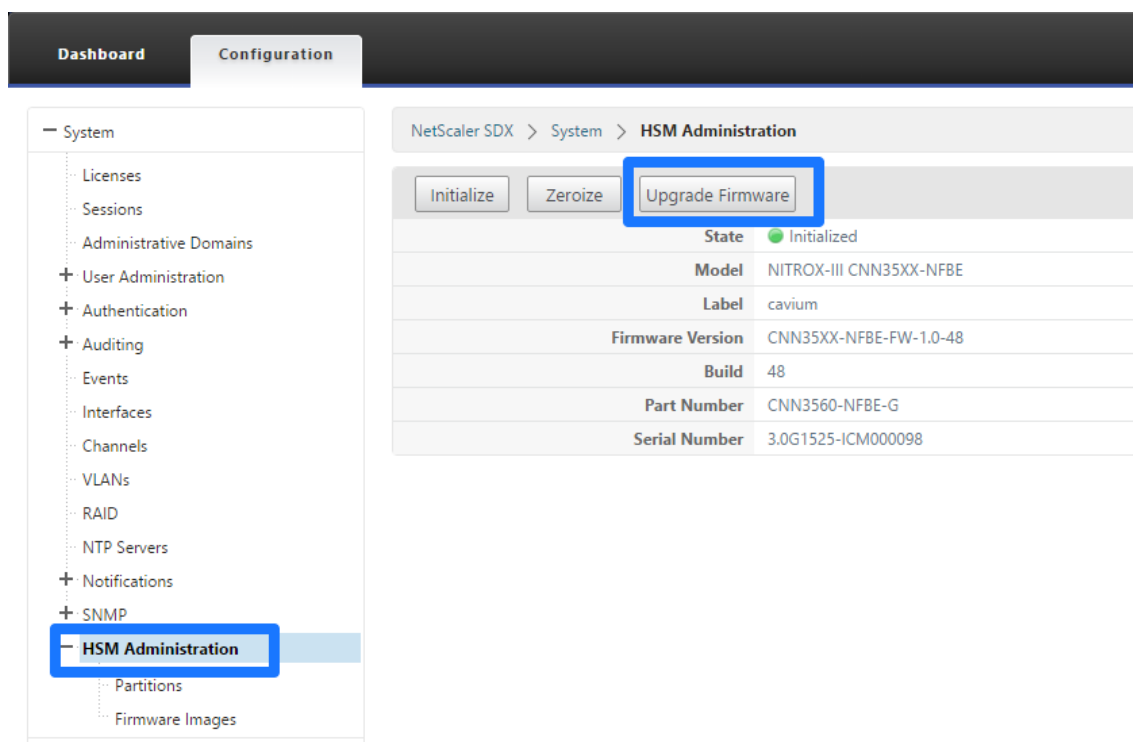 Dashboard
Configuration
System
Licenses
Sessions
Administrative Domains
User Administration
Authentication
Auditing
Events
Interfaces
Channels
VLANs
RAID
NTP Servers
Notifications
SNMP
HSM Administration
Partitions
Firmware Images
NetScaler SDX > System > HSM Administration
Initialize Zeroize Upgrade Firmware
State Initialized
Model NITROX-III CNN35XX-NFBE
Label cavium
Firmware Version CNN35XX-NFBE-FW-1.0-48
Build 48
Part Number CNN3560-NFBE-G
Serial Number 3.0G1525-ICM000098